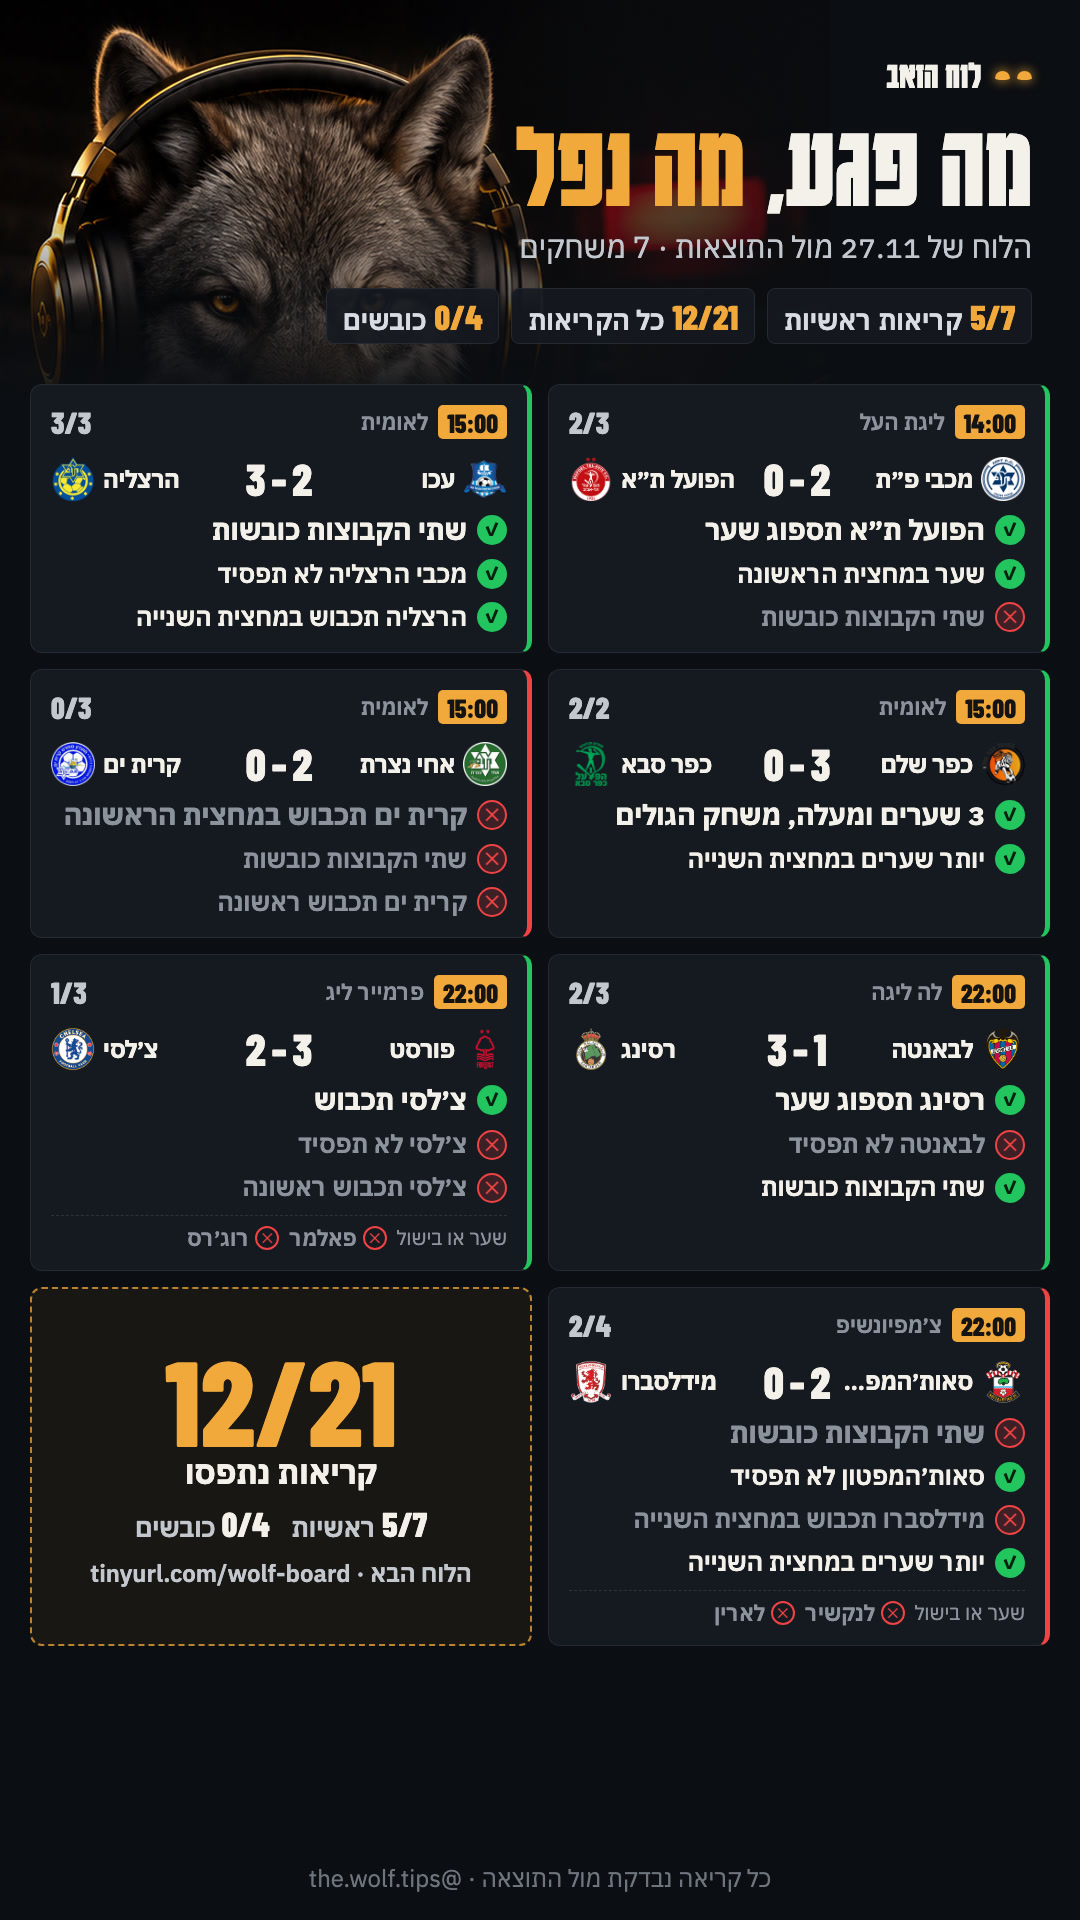 לוח הזאב
מה פגע, מה נפל
הלוח של 27.11 מול התוצאות · 7 משחקים
5/7 קריאות ראשיות
12/21 כל הקריאות
0/4 כובשים
14:00 ליגת העל 2/3
מכבי פ״ת 2-0 הפועל ת״א
הפועל ת״א תספוג שער
שער במחצית הראשונה
שתי הקבוצות כובשות
15:00 לאומית 3/3
עכו 2-3 הרצליה
שתי הקבוצות כובשות
מכבי הרצליה לא תפסיד
הרצליה תכבוש במחצית השנייה
15:00 לאומית 2/2
כפר שלם 3-0 כפר סבא
3 שערים ומעלה, משחק הגולים
יותר שערים במחצית השנייה
15:00 לאומית 0/3
אחי נצרת 2-0 קרית ים
קרית ים תכבוש במחצית הראשונה
שתי הקבוצות כובשות
קרית ים תכבוש ראשונה
22:00 לה ליגה 2/3
לבאנטה 1-3 רסינג
רסינג תספוג שער
לבאנטה לא תפסיד
שתי הקבוצות כובשות
22:00 פרמייר ליג 1/3
פורסט 3-2 צ׳לסי
צ׳לסי תכבוש
צ׳לסי לא תפסיד
צ׳לסי תכבוש ראשונה
שער או בישול פאלמר רוג׳רס
22:00 צ׳מפיונשיפ 2/4
סאות׳המפ... 2-0 מידלסברו
שתי הקבוצות כובשות
סאות׳המפטון לא תפסיד
מידלסברו תכבוש במחצית השנייה
יותר שערים במחצית השנייה
שער או בישול לנקשיר לארין
12/21
קריאות נתפסו
5/7 ראשיות 0/4 כובשים
הלוח הבא · tinyurl.com/wolf-board
כל קריאה נבדקת מול התוצאה · @the.wolf.tips